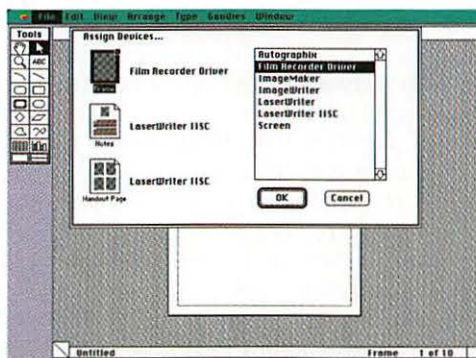 File Edit View Arrange Type Goodies Window
Tools
ABC
Assign Devices...
Frame
Film Recorder Driver
Notes
LaserWriter IISC
Handout Page
LaserWriter IISC
Autographix
Film Recorder Driver
ImageMaker
ImageWriter
LaserWriter
LaserWriter IISC
Screen
OK
Cancel
Untitled
Frame 1 of 10